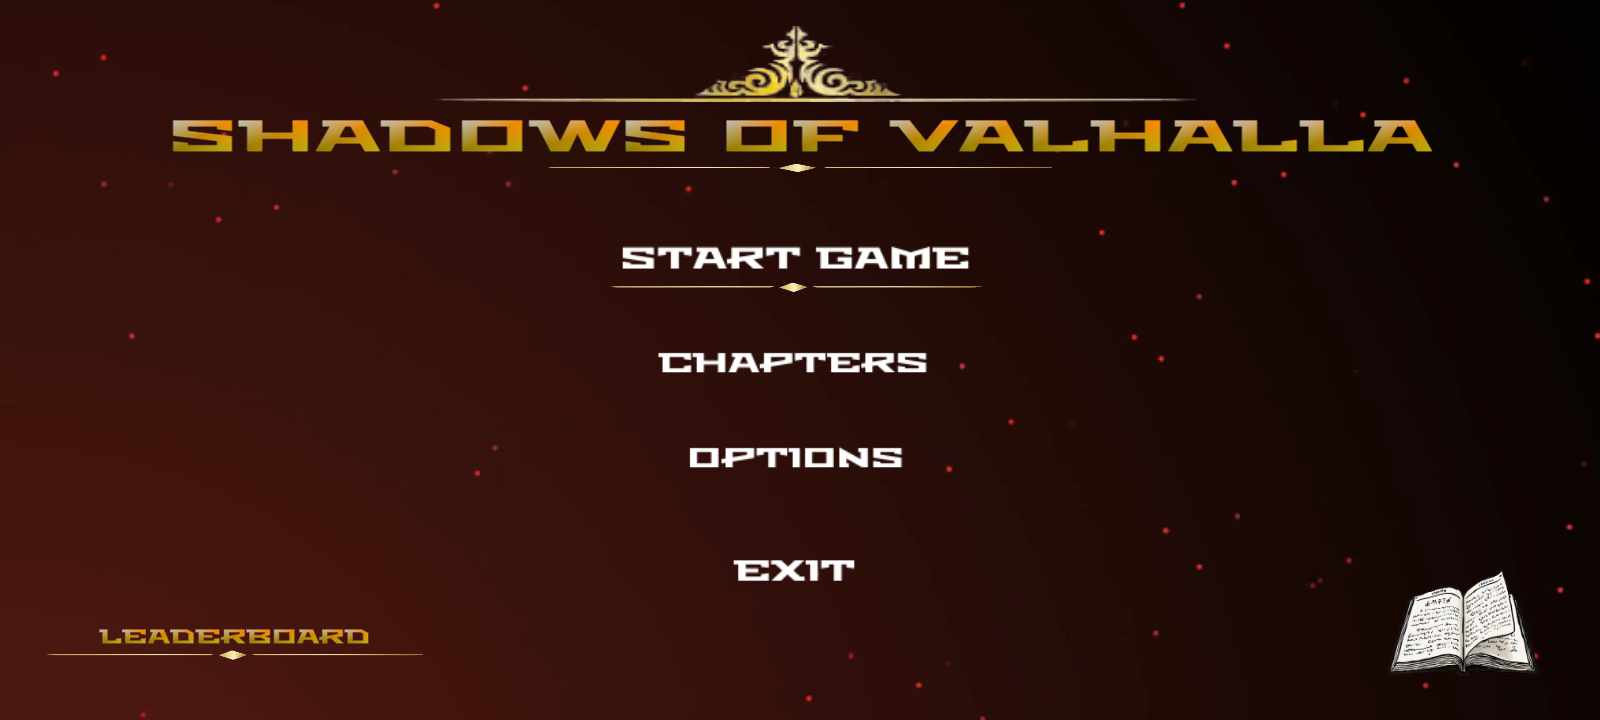 SHADOWS OF VALHALLA
START GAME
CHAPTERS
OPTIONS
EXIT
LEADERBOARD